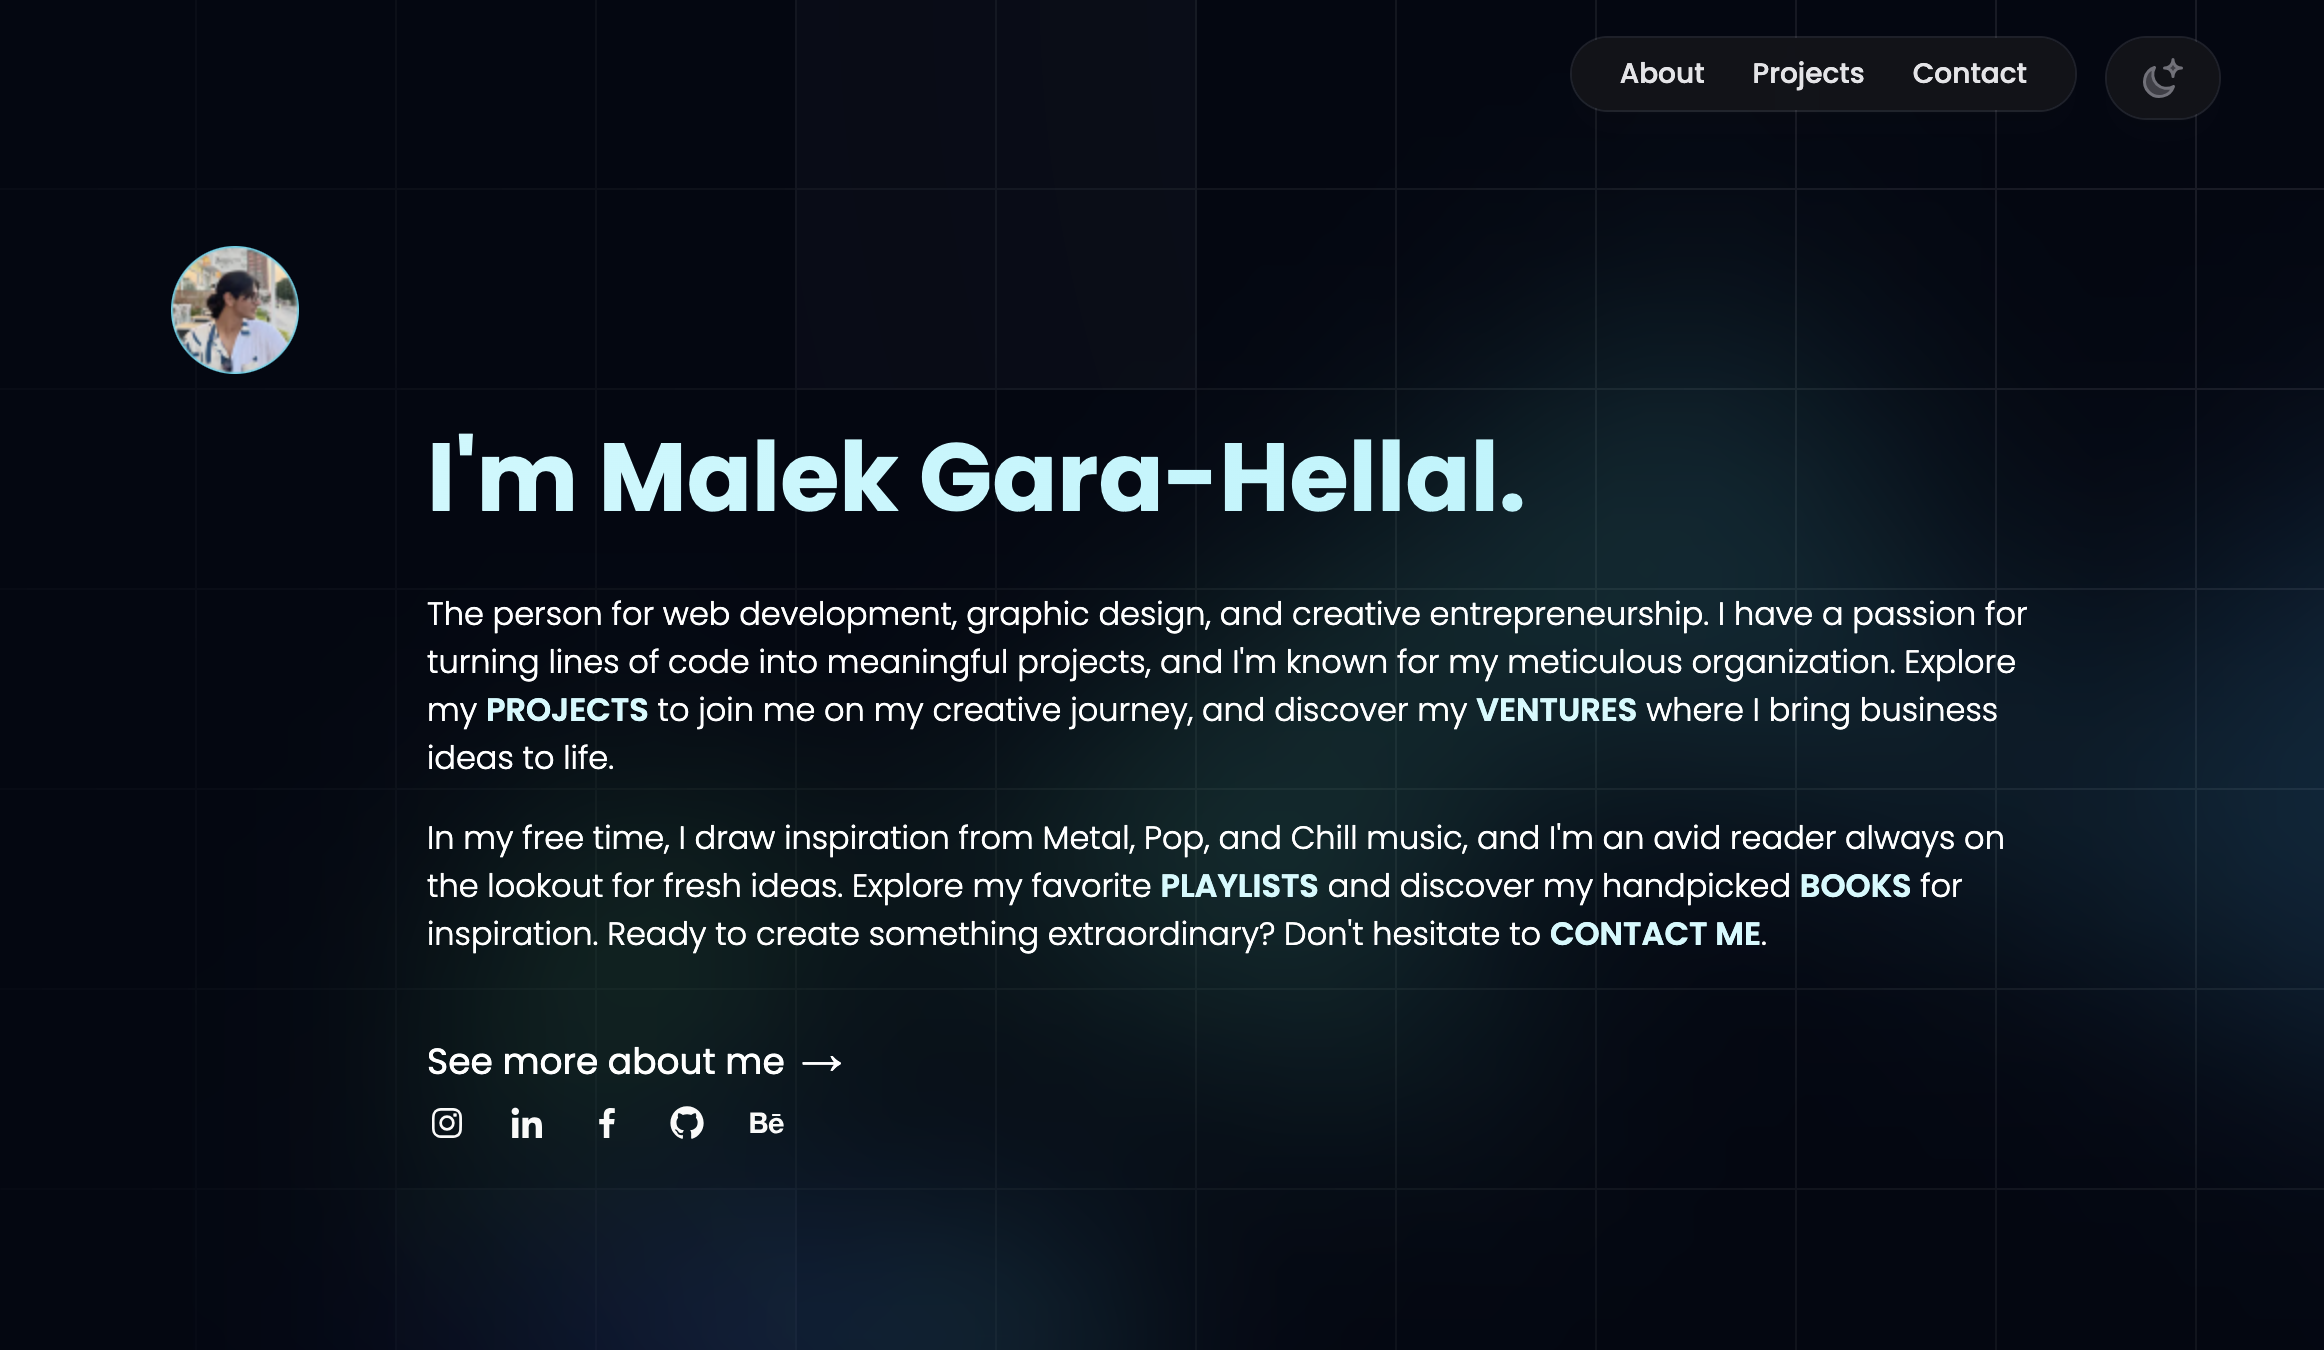 About Projects Contact
I'm Malek Gara-Hellal.
The person for web development, graphic design, and creative entrepreneurship. I have a passion for
turning lines of code into meaningful projects, and I'm known for my meticulous organization. Explore
my PROJECTS to join me on my creative journey, and discover my VENTURES where I bring business
ideas to life.
In my free time, I draw inspiration from Metal, Pop, and Chill music, and I'm an avid reader always on
the lookout for fresh ideas. Explore my favorite PLAYLISTS and discover my handpicked BOOKS for
inspiration. Ready to create something extraordinary? Don't hesitate to CONTACT ME.
See more about me →
in f Bē